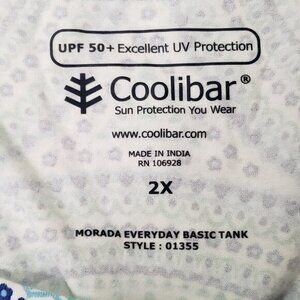 UPF 50+ Excellent UV Protection
Coolibar®
Sun Protection You Wear
www.coolibar.com
MADE IN INDIA
RN 106928
2X
MORADA EVERYDAY BASIC TANK
STYLE : 01355